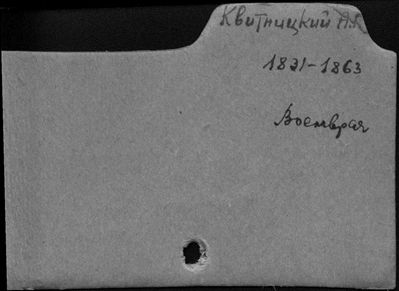 Квитницкий А.К.
1821-1863
Военврач